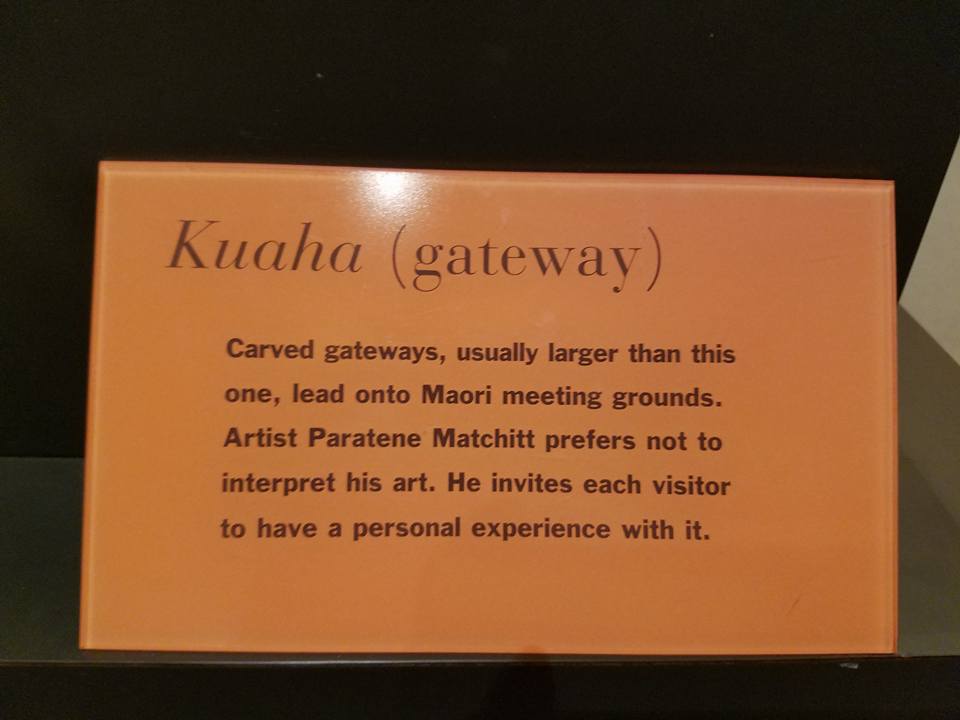 Kuaha (gateway)
Carved gateways, usually larger than this
one, lead onto Maori meeting grounds.
Artist Paratene Matchitt prefers not to
interpret his art. He invites each visitor
to have a personal experience with it.